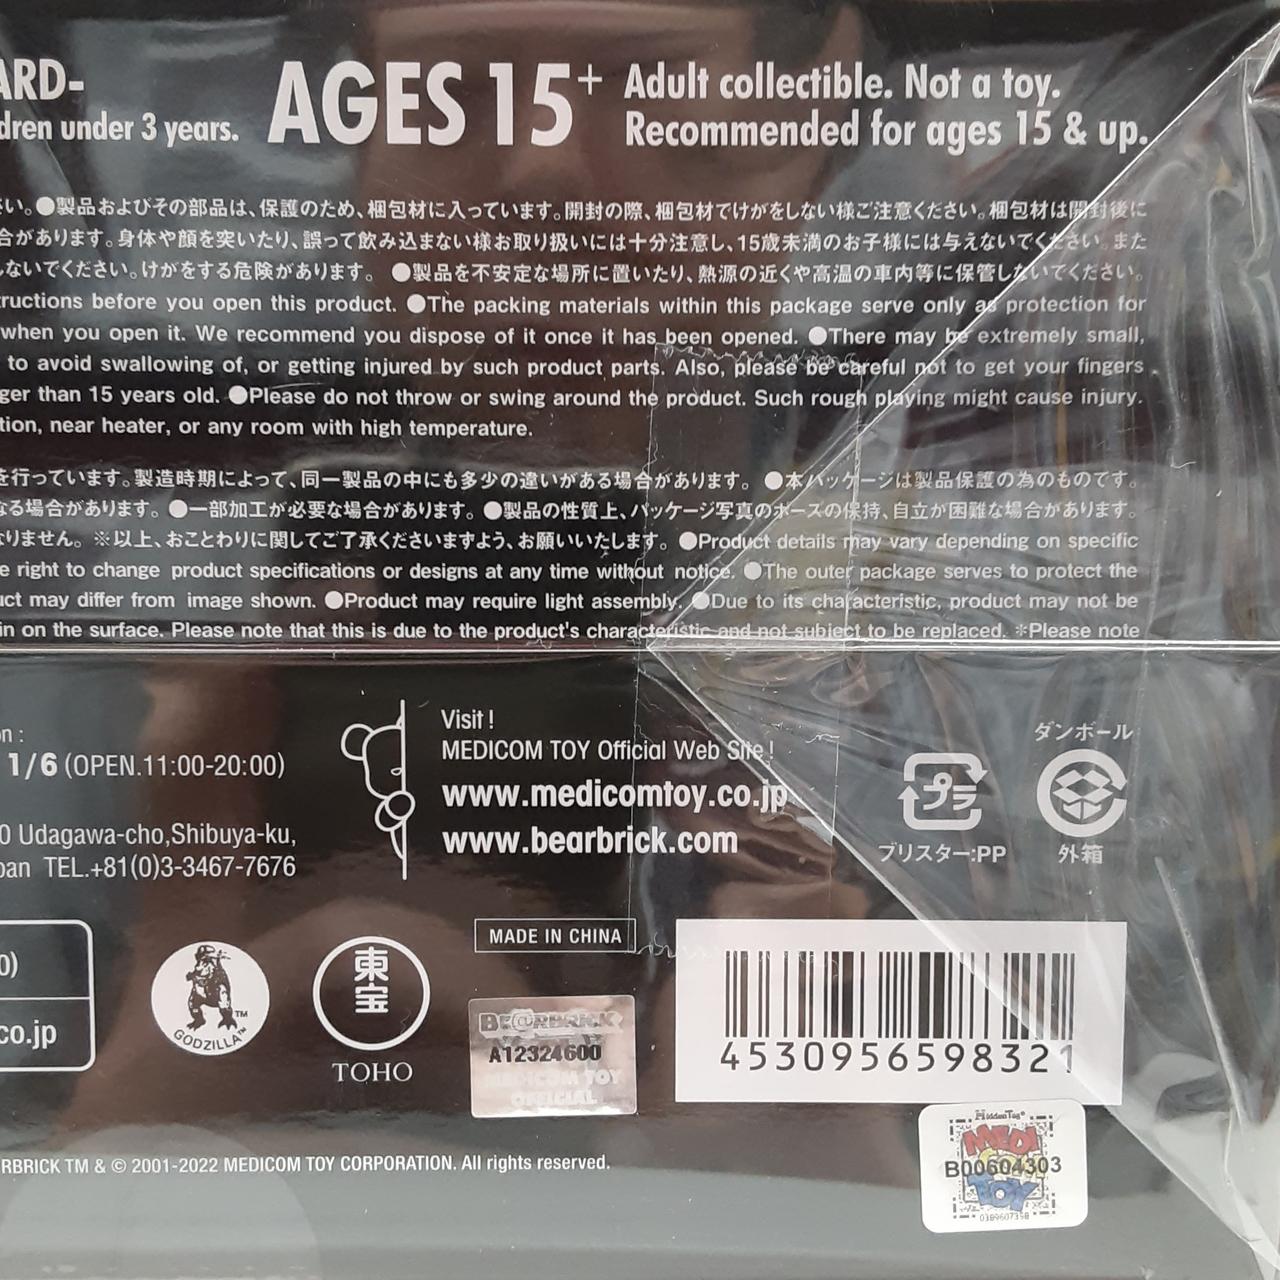 ARD-
dren under 3 years.
AGES 15+
Adult collectible. Not a toy.
Recommended for ages 15 & up.
さい。●製品およびその部品は、保護のため、梱包材に入っています。開封の際、梱包材でけがをしない様ご注意ください。梱包材は開封後に
合があります。身体や顔を突いたり、誤って飲み込まない様お取り扱いには十分注意し、15歳未満のお子様には与えないでください。また
しないでください。けがをする危険があります。 ●製品を不安定な場所に置いたり、熱源の近くや高温の車内等に保管しないでください。
tructions before you open this product. ●The packing materials within this package serve only as protection for
when you open it. We recommend you dispose of it once it has been opened. ●There may be extremely small,
to avoid swallowing of, or getting injured by such product parts. Also, please be careful not to get your fingers
ger than 15 years old. ●Please do not throw or swing around the product. Such rough playing might cause injury.
tion, near heater, or any room with high temperature.
を行っています。製造時期によって、同一製品の中にも多少の違いがある場合があります。 ●本パッケージは製品保護の為のものです。
なる場合があります。 ●一部加工が必要な場合があります。 ●製品の性質上、パッケージ写真のポーズの保持、自立が困難な場合があります。
なりません。 ※以上、おことわりに関してご了承くださいますよう、お願いいたします。 ●Product details may vary depending on specific
e right to change product specifications or designs at any time without notice. ●The outer package serves to protect the
uct may differ from image shown. ●Product may require light assembly. ●Due to its characteristic, product may not be
in on the surface. Please note that this is due to the product's characteristic and not subject to be replaced. ※Please note
on :
1/6 (OPEN.11:00-20:00)
0 Udagawa-cho,Shibuya-ku,
pan TEL.+81(0)3-3467-7676
Visit !
MEDICOM TOY Official Web Site !
www.medicomtoy.co.jp
www.bearbrick.com
プラ
ブリスター:PP
ダンボール
外箱
0)
co.jp
GODZILLA™
TM
東宝
TOHO
MADE IN CHINA
BE@RBRICK
A12324600
MEDICOM TOY
OFFICIAL
4530956598321
HiddenTag®
MEDI
COM
TOY
B00604303
0389607358
RBRICK TM & © 2001-2022 MEDICOM TOY CORPORATION. All rights reserved.